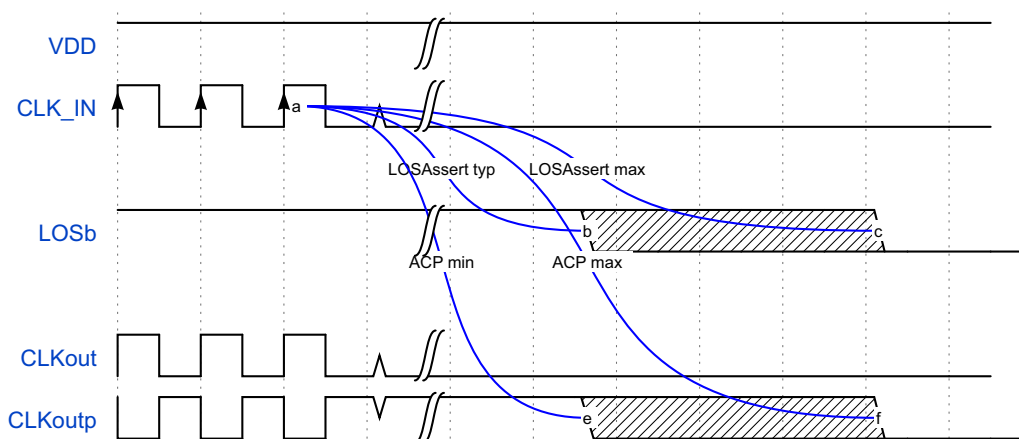 VDD
CLK_IN
a
LOSAssert typ
LOSAssert max
LOSb
b
c
ACP min
ACP max
CLKout
CLKoutp
e
f